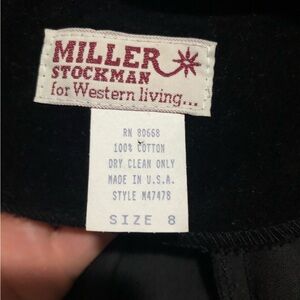 MILLER
STOCKMAN
for Western living...
RN 80668
100% COTTON
DRY CLEAN ONLY
MADE IN U.S.A.
STYLE M47478
SIZE 8